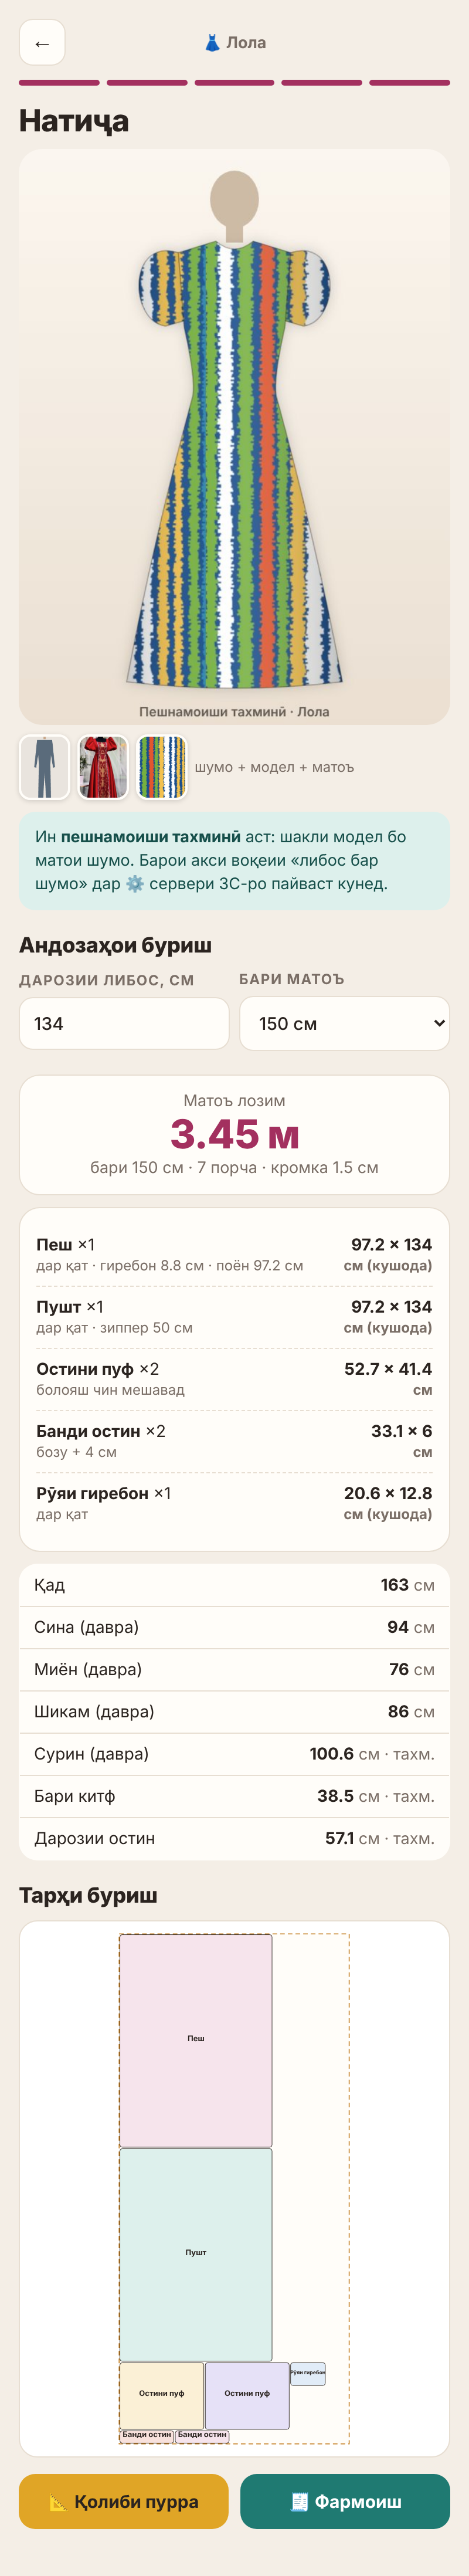 ←
👗 Лола
Натиҷа
Пешнамоиши тахминӣ · Лола
шумо + модел + матоъ
Ин пешнамоиши тахминӣ аст: шакли модел бо
матои шумо. Барои акси воқеии «либос бар
шумо» дар ⚙️ сервери ЗС-ро пайваст кунед.
Андозаҳои буриш
ДАРОЗИИ ЛИБОС, СМ
БАРИ МАТОЪ
134
150 см
Матоъ лозим
3.45 м
бари 150 см · 7 порча · кромка 1.5 см
Пеш ×1
97.2 × 134
дар қат · гиребон 8.8 см · поён 97.2 см
см (кушода)
Пушт ×1
97.2 × 134
дар қат · зиппер 50 см
см (кушода)
Остини пуф ×2
52.7 × 41.4
болояш чин мешавад
см
Банди остин ×2
33.1 × 6
бозу + 4 см
см
Рӯяи гиребон ×1
20.6 × 12.8
дар қат
см (кушода)
Қад 163 см
Сина (давра) 94 см
Миён (давра) 76 см
Шикам (давра) 86 см
Сурин (давра) 100.6 см · тахм.
Бари китф 38.5 см · тахм.
Дарозии остин 57.1 см · тахм.
Тарҳи буриш
Пеш
Пушт
Рӯяи гиребон
Остини пуф
Остини пуф
Банди остин
Банди остин
📐 Қолиби пурра
🧾 Фармоиш